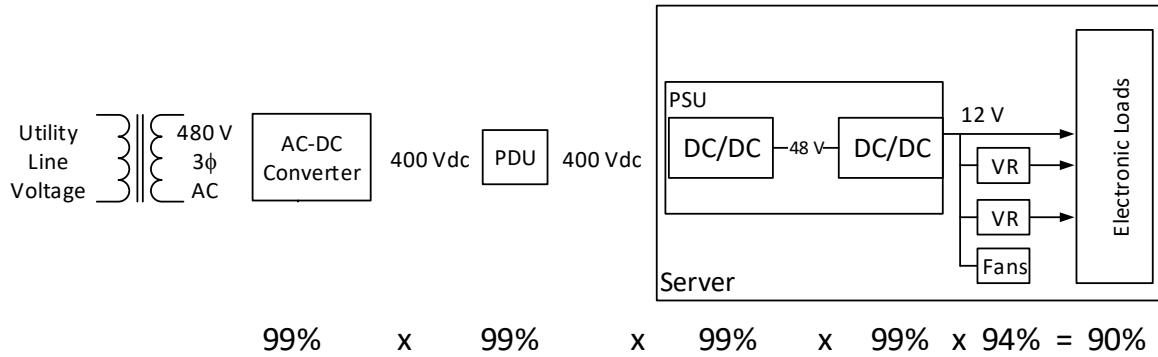 Utility
Line
Voltage
480 V
3ϕ
AC
AC-DC
Converter
400 Vdc
PDU
400 Vdc
PSU
DC/DC
48 V
DC/DC
12 V
VR
VR
Fans
Electronic Loads
Server
99% x 99% x 99% x 99% x 94% = 90%